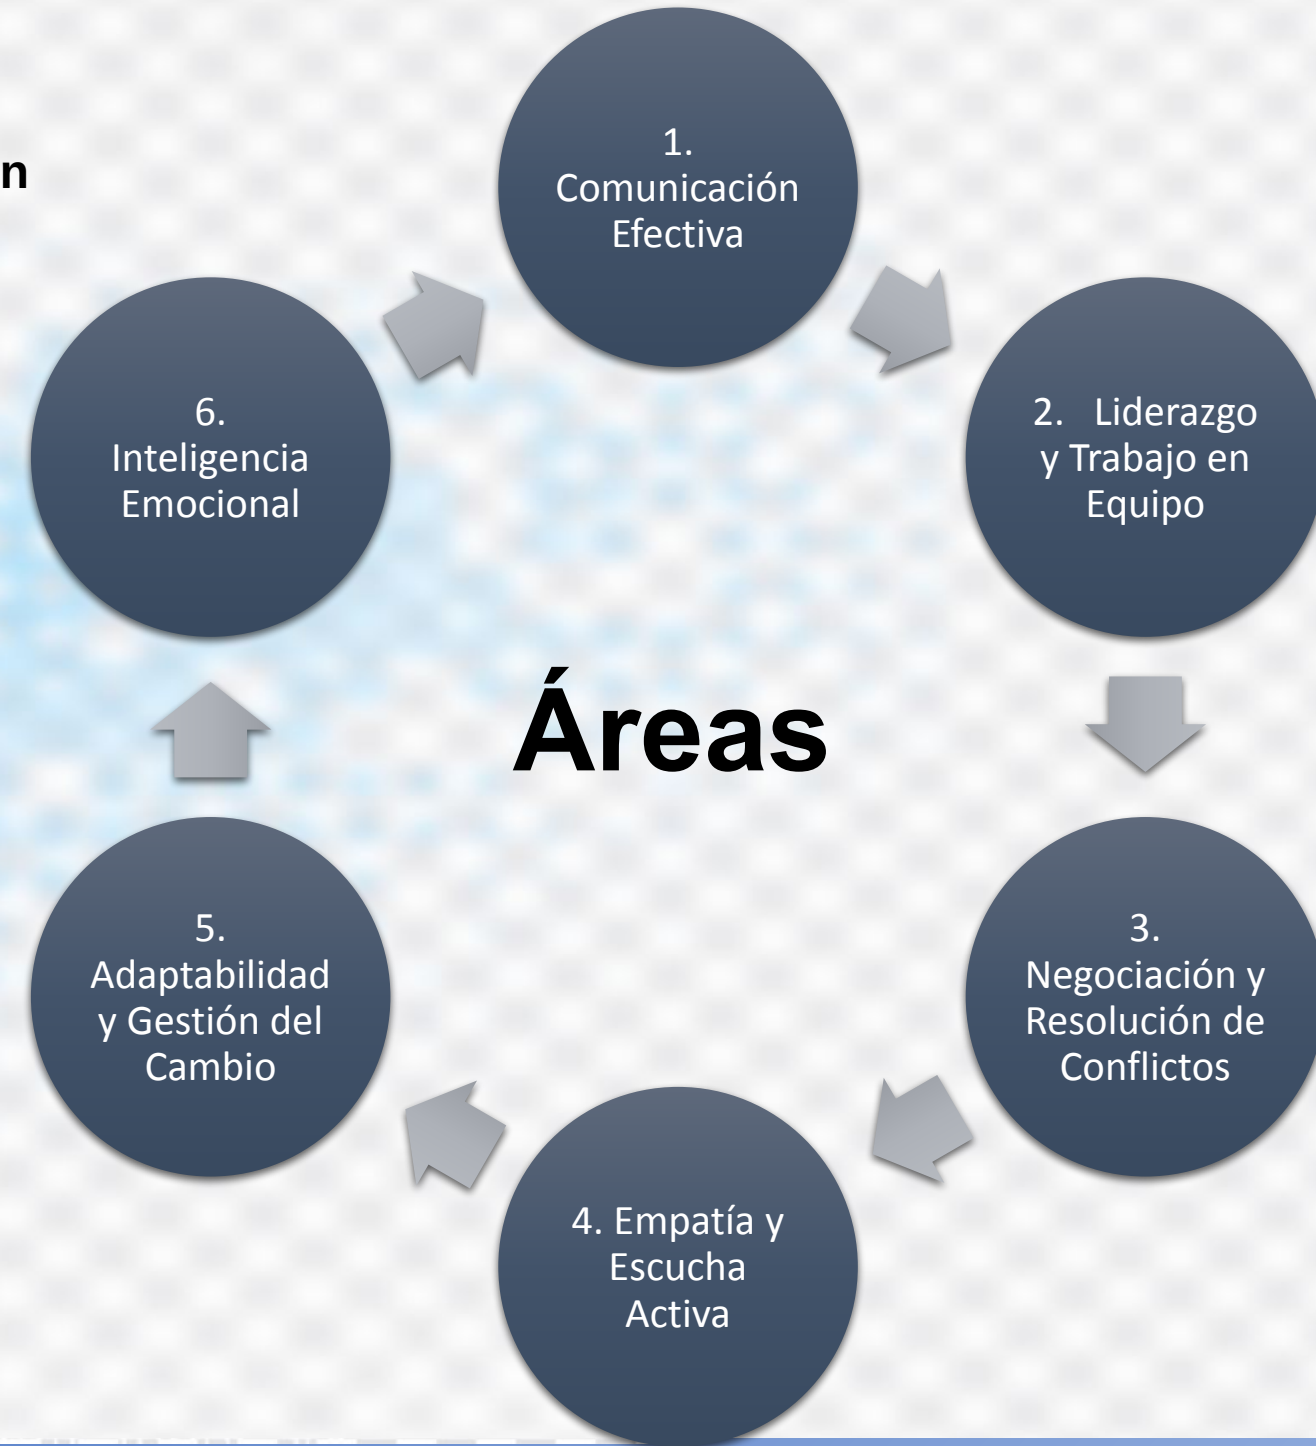 n
1.
Comunicación
Efectiva
2. Liderazgo
y Trabajo en
Equipo
3.
Negociación y
Resolución de
Conflictos
4. Empatía y
Escucha
Activa
5.
Adaptabilidad
y Gestión del
Cambio
6.
Inteligencia
Emocional
Áreas